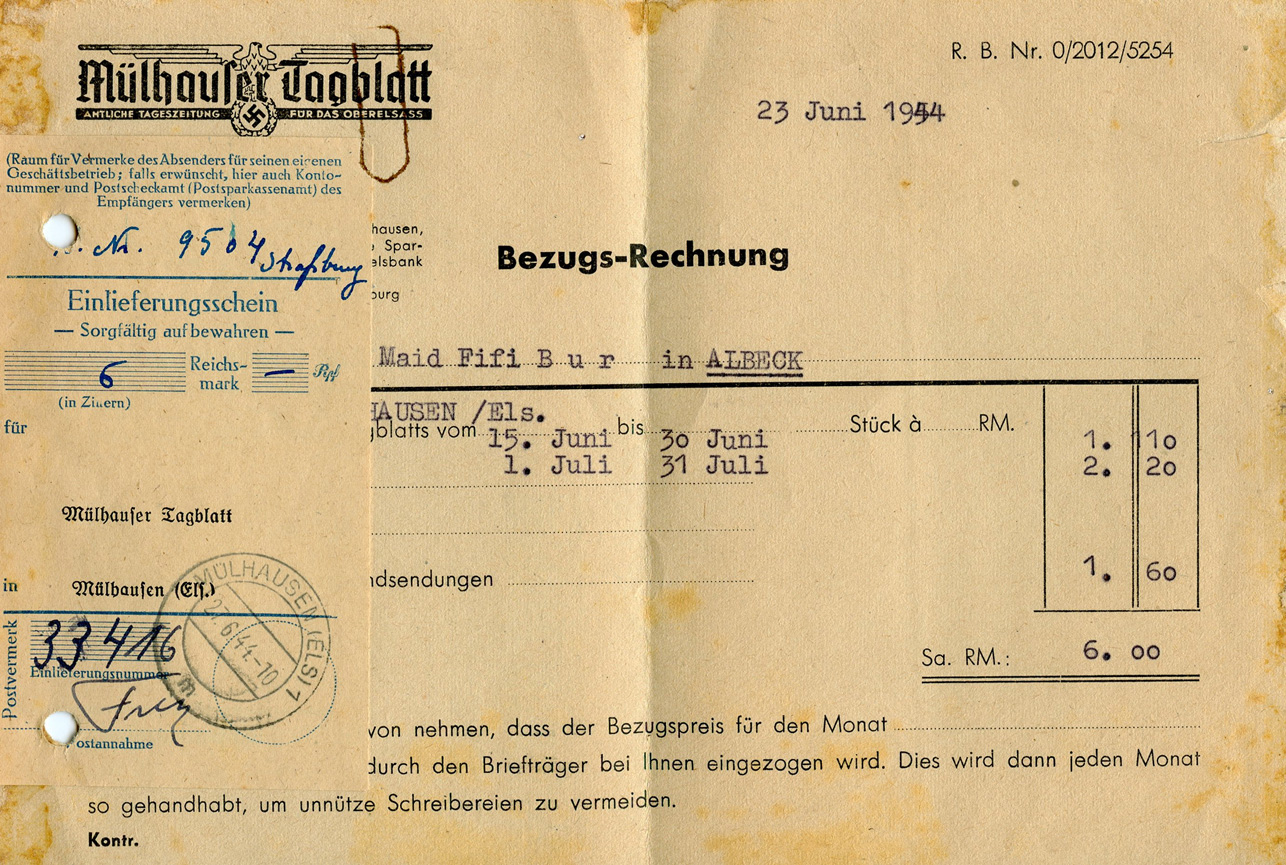 Mülhauser Tagblatt
AMTLICHE TAGESZEITUNG FÜR DAS OBERELSASS
R. B. Nr. 0/2012/5254
23 Juni 1944
(Raum für Vermerke des Absenders für seinen eigenen
Geschäftsbetrieb; falls erwünscht, hier auch Konto-
nummer und Postscheckamt (Postsparkassenamt) des
Empfängers vermerken)
Nr. 9504 Straßburg
hausen,
Spar-
elsbank
burg
Bezugs-Rechnung
Einlieferungsschein
— Sorgfältig aufbewahren —
6 Reichs-
mark — Rpf
(in Ziffern)
für
Maid Fifi Bur in ALBECK
HAUSEN /Els.
gblatts vom 15. Juni bis 30 Juni Stück à RM. 1. 10
1. Juli 31 Juli 2. 20
Mülhauser Tagblatt
in Mülhausen (Els.)
ndsendungen 1. 60
MÜLHAUSEN (ELS) 1
27.6.44.-10
m
Postvermerk
33416
Einlieferungsnummer
Postannahme
Sa. RM.: 6. 00
von nehmen, dass der Bezugspreis für den Monat
durch den Briefträger bei Ihnen eingezogen wird. Dies wird dann jeden Monat
so gehandhabt, um unnütze Schreibereien zu vermeiden.
Kontr.